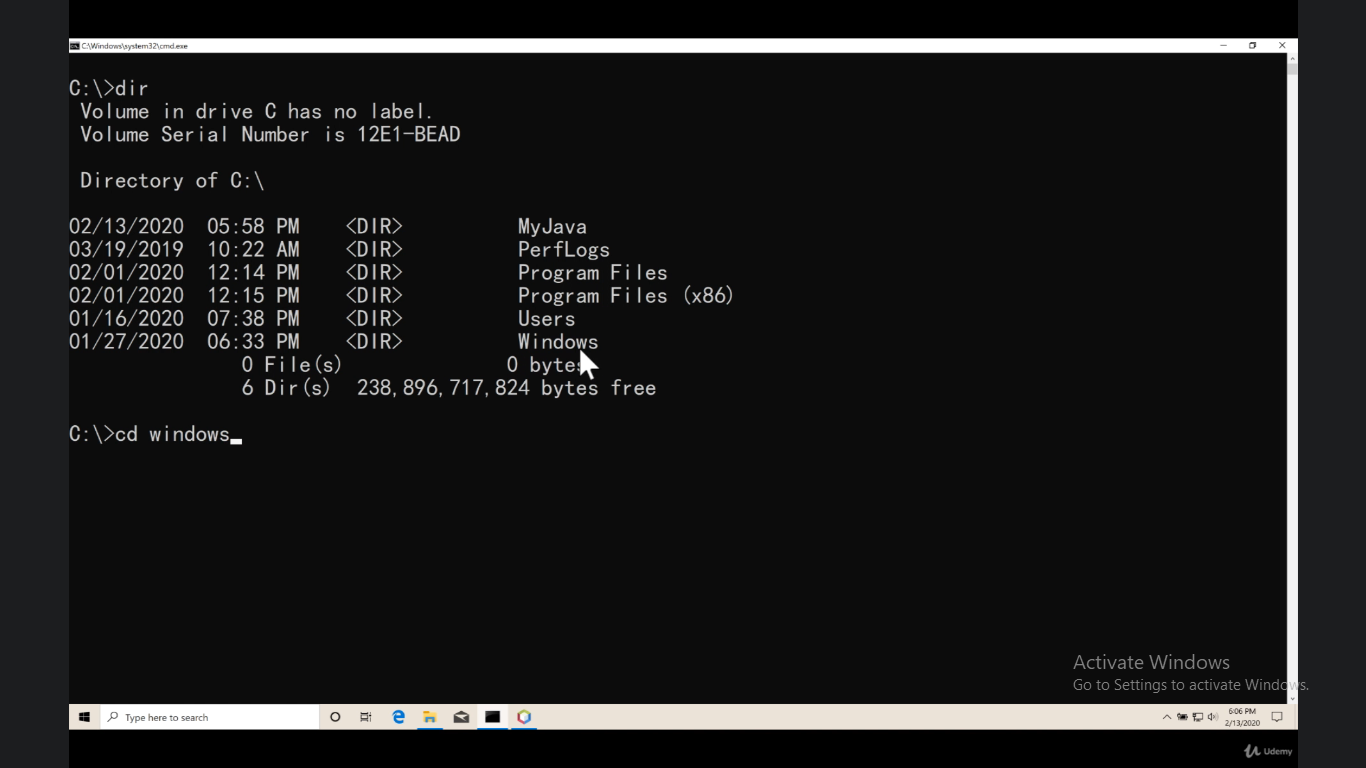 C:\Windows\system32\cmd.exe
C:\>dir
Volume in drive C has no label.
Volume Serial Number is 12E1-BEAD
Directory of C:\
02/13/2020 05:58 PM <DIR> MyJava
03/19/2019 10:22 AM <DIR> PerfLogs
02/01/2020 12:14 PM <DIR> Program Files
02/01/2020 12:15 PM <DIR> Program Files (x86)
01/16/2020 07:38 PM <DIR> Users
01/27/2020 06:33 PM <DIR> Windows
0 File(s) 0 bytes
6 Dir(s) 238,896,717,824 bytes free
C:\>cd windows_
Activate Windows
Go to Settings to activate Windows.
Type here to search
6:06 PM
2/13/2020
Udemy